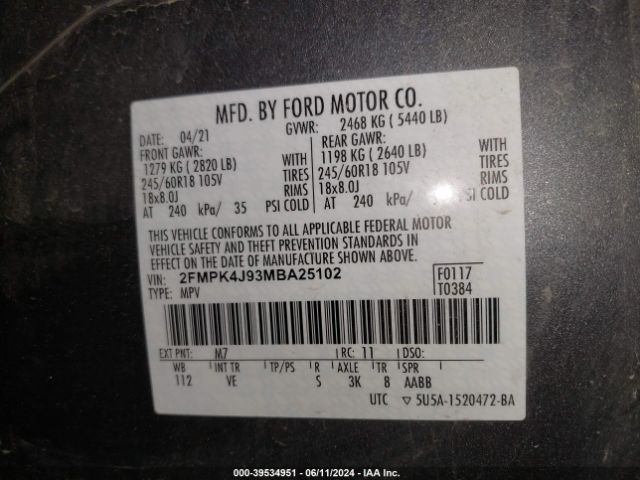 MFD. BY FORD MOTOR CO.
DATE: 04/21 GVWR: 2468 KG ( 5440 LB)
FRONT GAWR: REAR GAWR:
1279 KG ( 2820 LB) WITH 1198 KG ( 2640 LB) WITH
245/60R18 105V TIRES 245/60R18 105V TIRES
18x8.0J RIMS 18x8.0J RIMS
AT 240 kPa/ 35 PSI COLD AT 240 kPa/ PSI COLD
THIS VEHICLE CONFORMS TO ALL APPLICABLE FEDERAL MOTOR
VEHICLE SAFETY AND THEFT PREVENTION STANDARDS IN
EFFECT ON THE DATE OF MANUFACTURE SHOWN ABOVE.
VIN: 2FMPK4J93MBA25102 F0117
TYPE: MPV T0384
EXT PNT: M7 RC: 11 DSO:
WB INT TR TP/PS R AXLE TR SPR
112 VE S 3K 8 AABB
UTC ▽ 5U5A-1520472-BA
000-39534951 - 06/11/2024 - IAA Inc.